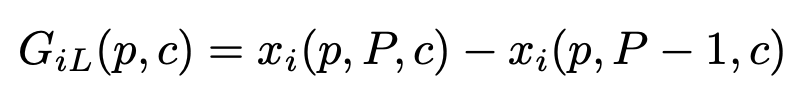 G_{iL}(p, c) = x_i(p, P, c) − x_i(p, P − 1, c)